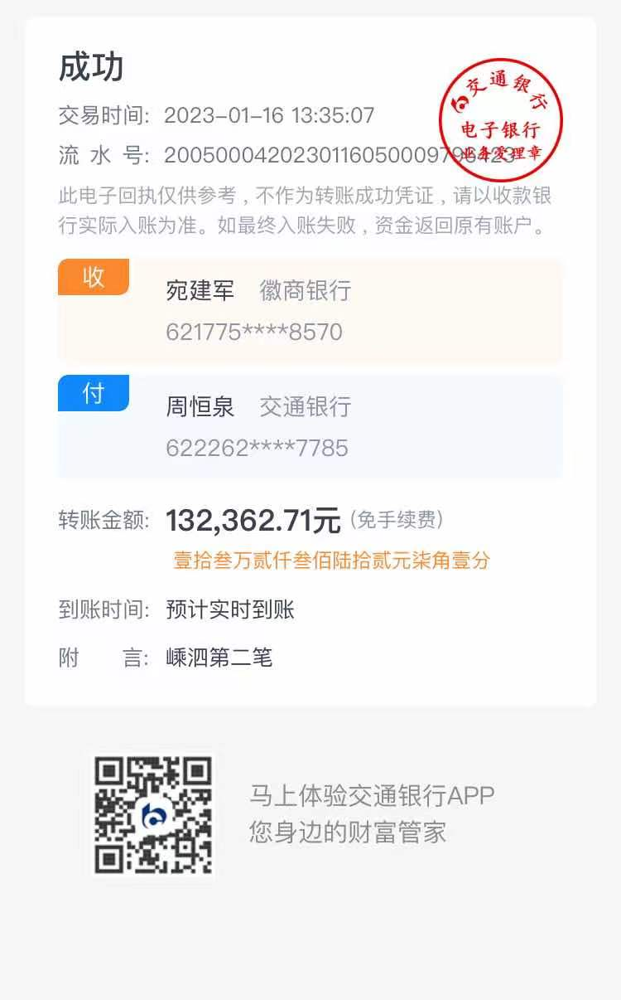 成功
交易时间: 2023-01-16 13:35:07
流水号: 2005000420230116050009796423
此电子回执仅供参考，不作为转账成功凭证，请以收款银
行实际入账为准。如最终入账失败，资金返回原有账户。
交通银行
电子银行
业务受理章
收
宛建军 徽商银行
621775****8570
付
周恒泉 交通银行
622262****7785
转账金额: 132,362.71元 (免手续费)
壹拾叁万贰仟叁佰陆拾贰元柒角壹分
到账时间: 预计实时到账
附言: 嵊泗第二笔
马上体验交通银行APP
您身边的财富管家